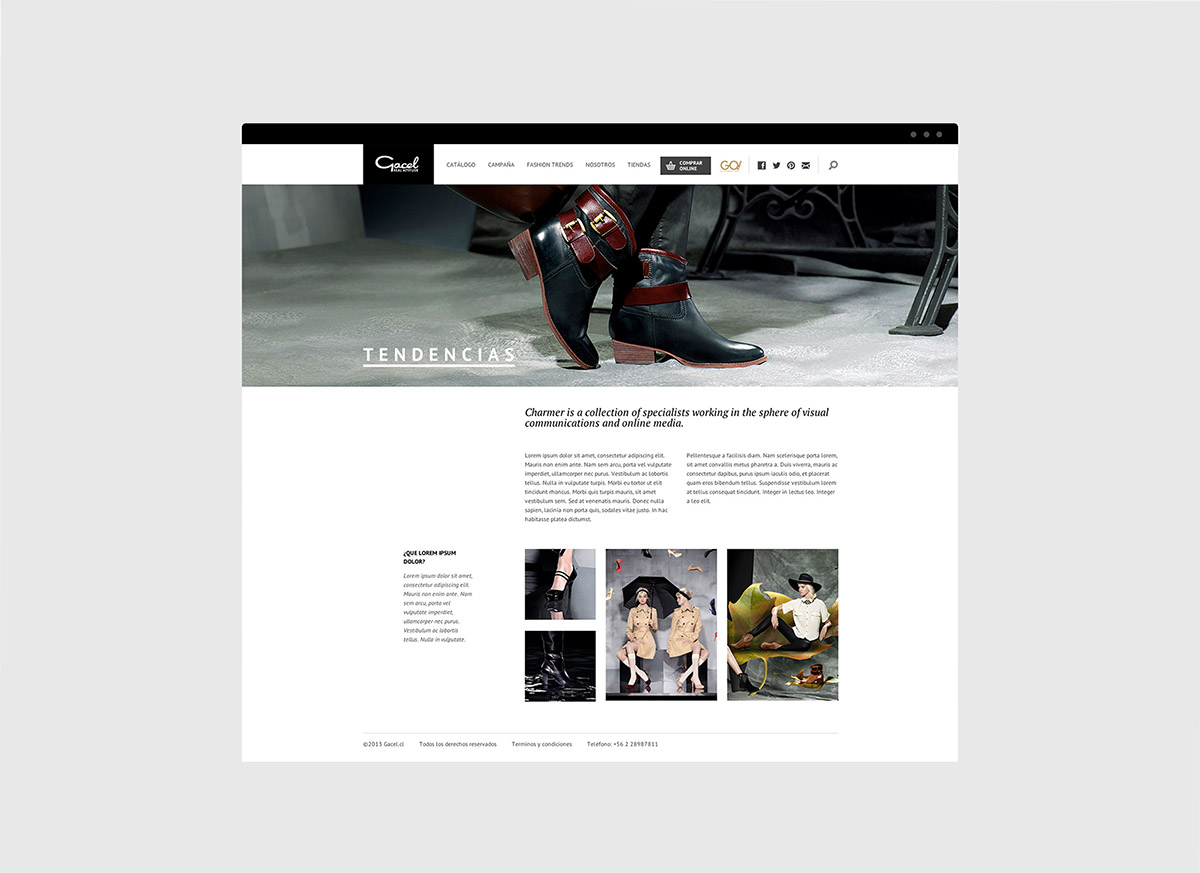 Gacel
REAL ATTITUDE
CATÁLOGO
CAMPAÑA
FASHION TRENDS
NOSOTROS
TIENDAS
COMPRAR
ONLINE
GO!
TENDENCIAS
Charmer is a collection of specialists working in the sphere of visual
communications and online media.
Lorem ipsum dolor sit amet, consectetur adipiscing elit.
Mauris non enim ante. Nam sem arcu, porta vel vulputate
imperdiet, ullamcorper nec purus. Vestibulum ac lobortis
tellus. Nulla in vulputate turpis. Morbi eu tortor ut elit
tincidunt rhoncus. Morbi quis turpis mauris, sit amet
vestibulum sem. Sed at venenatis mauris. Donec nulla
sapien, lacinia non porta quis, sodales vitae justo. In hac
habitasse platea dictumst.
Pellentesque a facilisis diam. Nam scelerisque porta lorem,
sit amet convallis metus pharetra a. Duis viverra, mauris ac
consectetur dapibus, purus ipsum iaculis odio, et placerat
quam eros bibendum tellus. Suspendisse vestibulum lorem
at tellus consequat tincidunt. Integer in lectus leo. Integer
a leo elit.
¿QUE LOREM IPSUM
DOLOR?
Lorem ipsum dolor sit amet,
consectetur adipiscing elit.
Mauris non enim ante. Nam
sem arcu, porta vel
vulputate imperdiet,
ullamcorper nec purus.
Vestibulum ac lobortis
tellus. Nulla in vulputate.
©2013 Gacel.cl
Todos los derechos reservados
Terminos y condiciones
Teléfono: +56.2 28987811